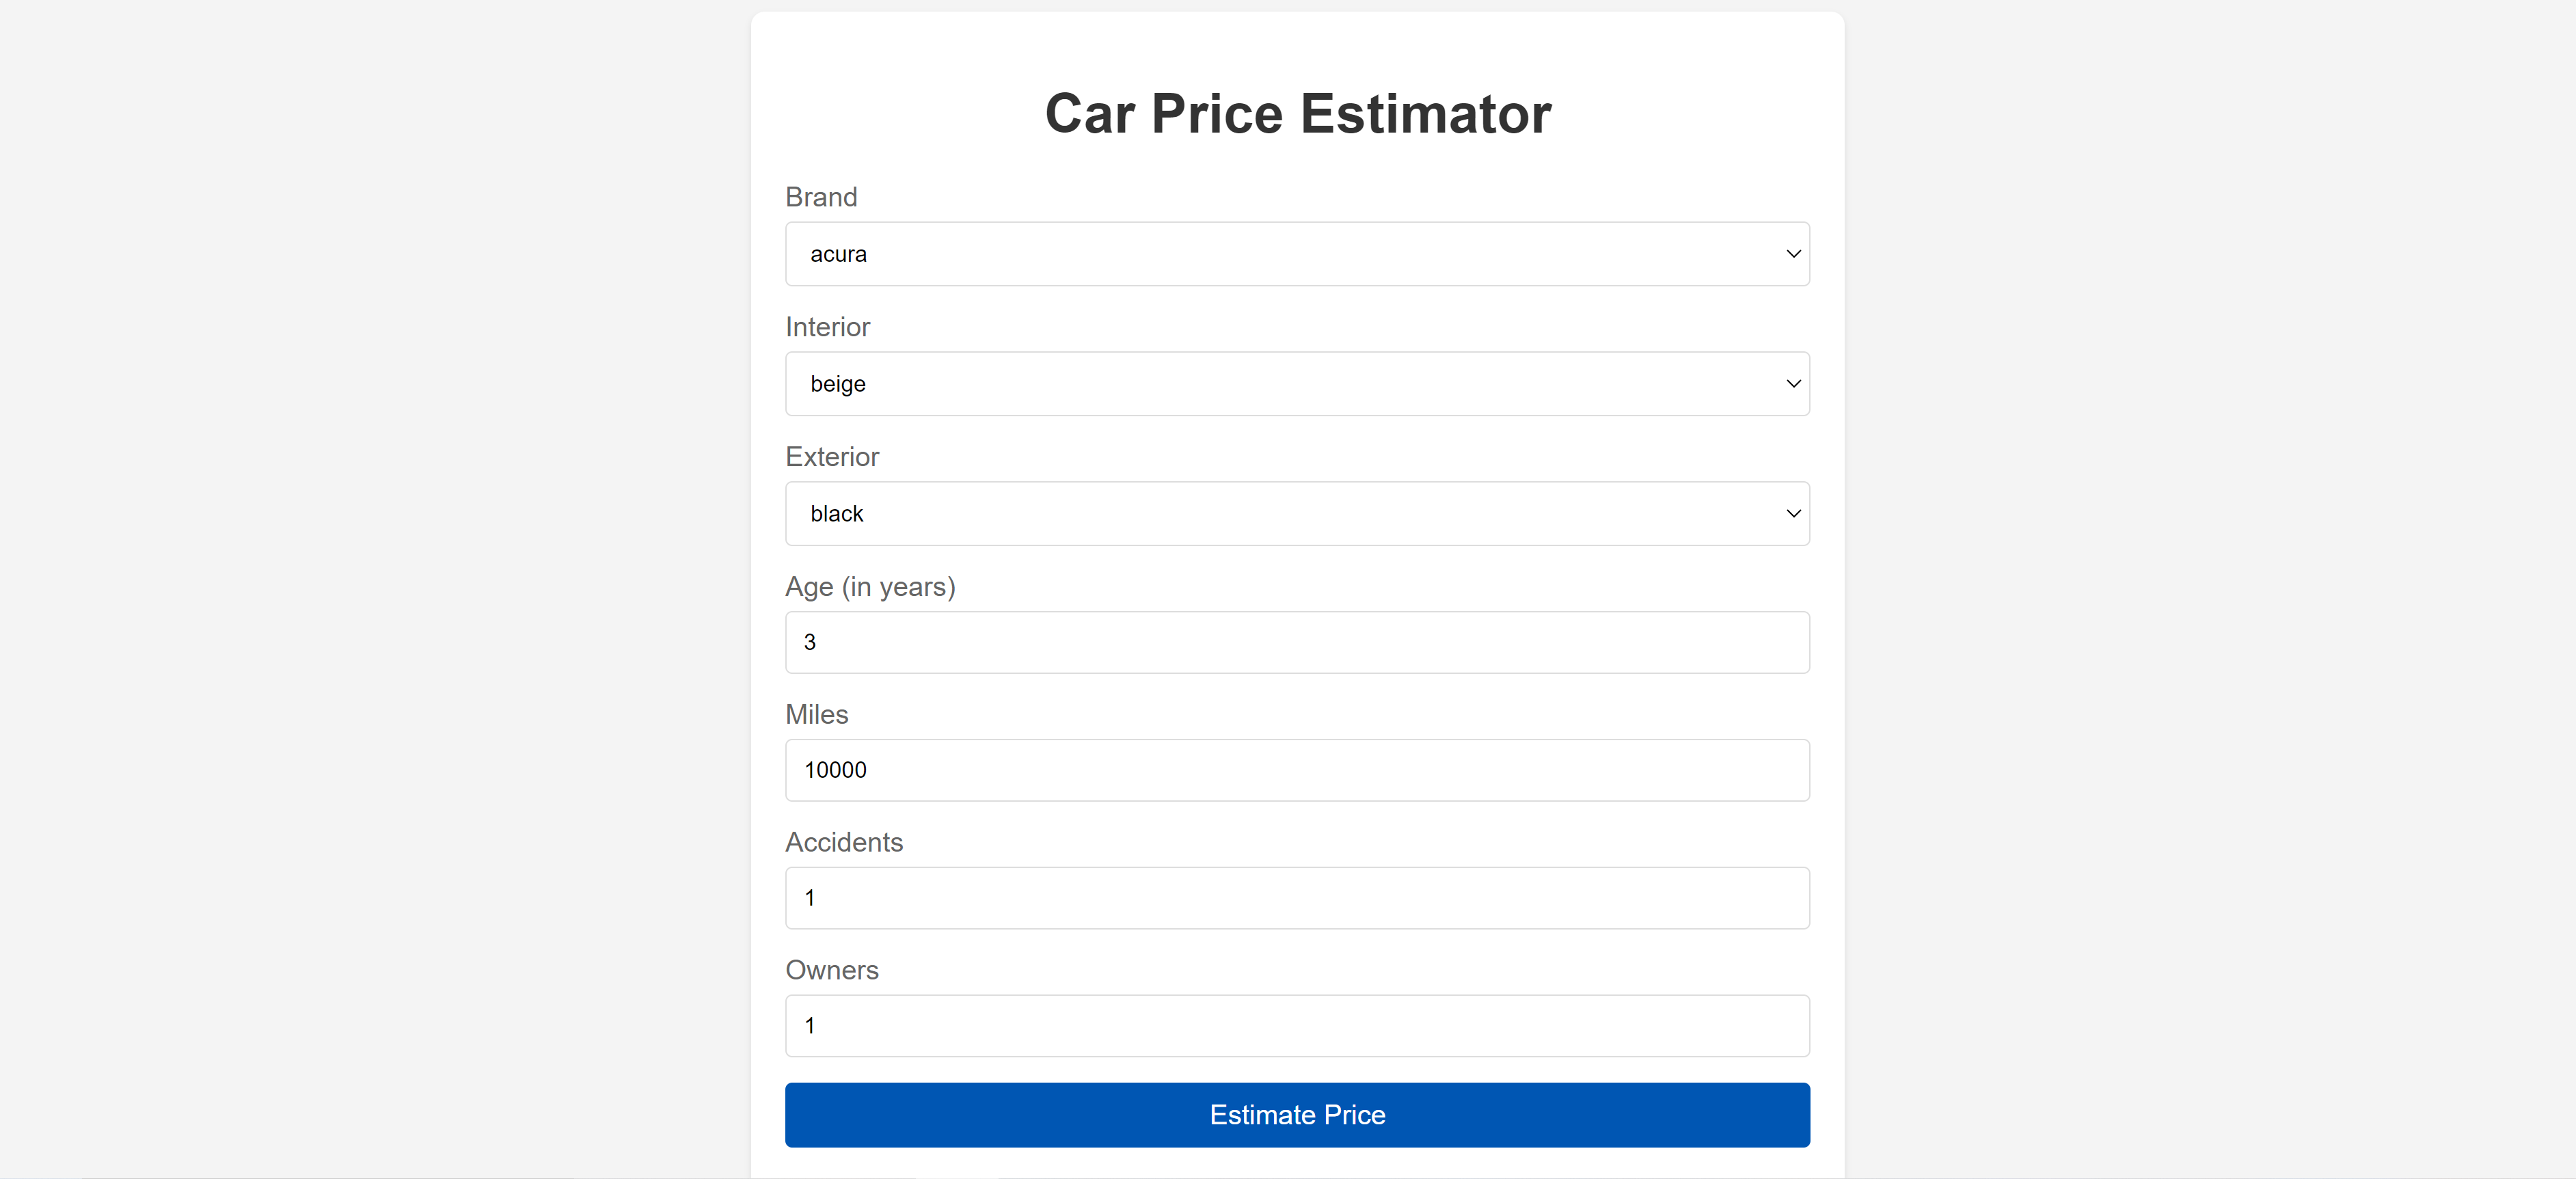 Car Price Estimator
Brand
acura
Interior
beige
Exterior
black
Age (in years)
3
Miles
10000
Accidents
1
Owners
1
Estimate Price